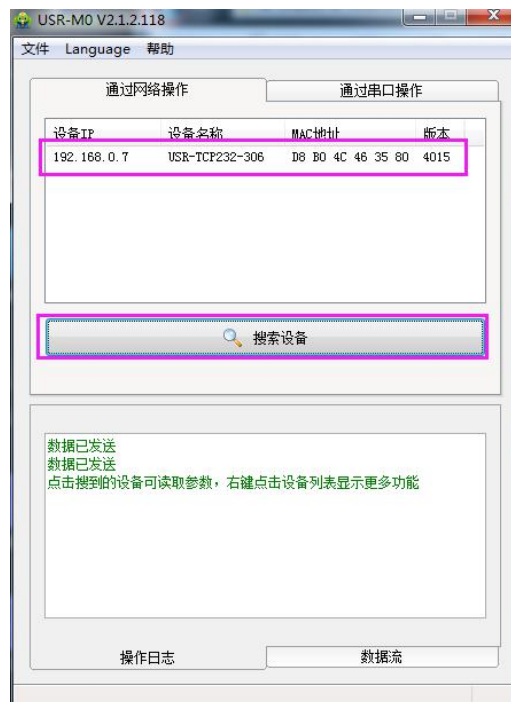 USR-M0 V2.1.2.118
文件 Language 帮助
通过网络操作 通过串口操作
设备IP 设备名称 MAC地址 版本
192.168.0.7 USR-TCP232-306 D8 B0 4C 46 35 80 4015
搜索设备
数据已发送
数据已发送
点击搜到的设备可读取参数，右键点击设备列表显示更多功能
操作日志 数据流